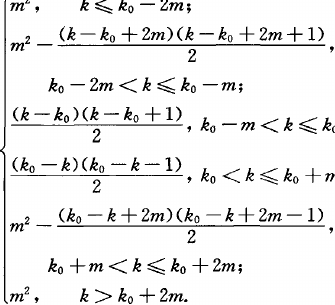 m², k ≤ k₀ − 2m;
m² − (k − k₀ + 2m)(k − k₀ + 2m + 1)/2,
k₀ − 2m < k ≤ k₀ − m;
(k − k₀)(k − k₀ + 1)/2, k₀ − m < k ≤ k₀
(k₀ − k)(k₀ − k − 1)/2, k₀ < k ≤ k₀ + m
m² − (k₀ − k + 2m)(k₀ − k + 2m − 1)/2,
k₀ + m < k ≤ k₀ + 2m;
m², k > k₀ + 2m.